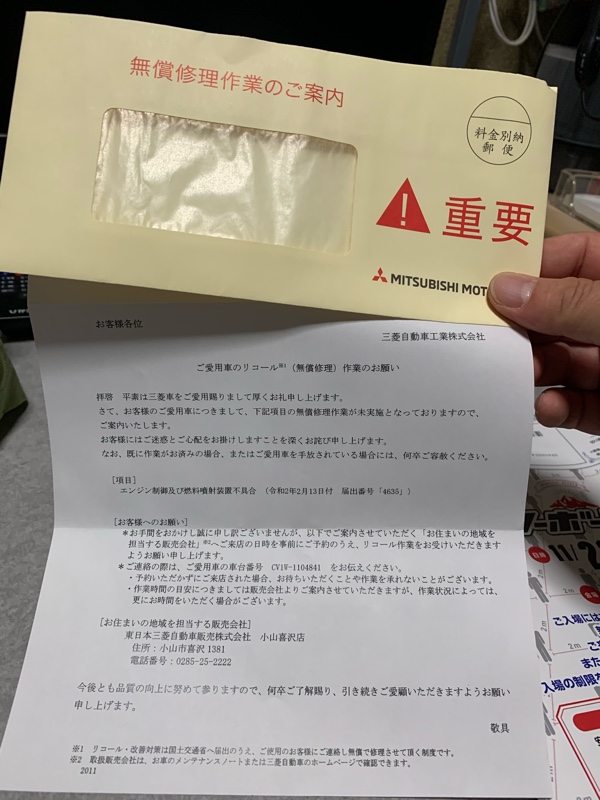 無償修理作業のご案内
料金別納
郵便
重要
MITSUBISHI MOT
お客様各位
三菱自動車工業株式会社
ご愛用車のリコール※1（無償修理）作業のお願い
拝啓　平素は三菱車をご愛用賜りまして厚くお礼申し上げます。
さて、お客様のご愛用車につきまして、下記項目の無償修理作業が未実施となっておりますので、
ご案内いたします。
お客様にはご迷惑とご心配をお掛けしますことを深くお詫び申し上げます。
なお、既に作業がお済みの場合、またはご愛用車を手放されている場合には、何卒ご容赦ください。
［項目］
エンジン制御及び燃料噴射装置不具合　（令和2年2月13日付　届出番号「4635」）
［お客様へのお願い］
＊お手間をおかけし誠に申し訳ございませんが、以下でご案内させていただく「お住まいの地域を
担当する販売会社」※2へご来店の日時を事前にご予約のうえ、リコール作業をお受けいただきます
ようお願い申し上げます。
＊ご連絡の際は、ご愛用車の車台番号　CV1W-1104841　をお伝えください。
・予約いただかずにご来店された場合、お待ちいただくことや作業を承れないことがございます。
・作業時間の目安につきましては販売会社よりご案内させていただきますが、作業状況によっては、
更にお時間をいただく場合がございます。
［お住まいの地域を担当する販売会社］
東日本三菱自動車販売株式会社　小山喜沢店
住所：小山市喜沢 1381
電話番号：0285-25-2222
今後とも品質の向上に努めて参りますので、何卒ご了解賜り、引き続きご愛顧いただきますようお願い
申し上げます。
敬具
※1　リコール・改善対策は国土交通省へ届出のうえ、ご使用のお客様にご連絡し無償で修理させて頂く制度です。
※2　取扱販売会社は、お車のメンテナンスノートまたは三菱自動車のホームページで確認できます。
2011
11/2
2m
ご入場には
2m
また
入場の制限を